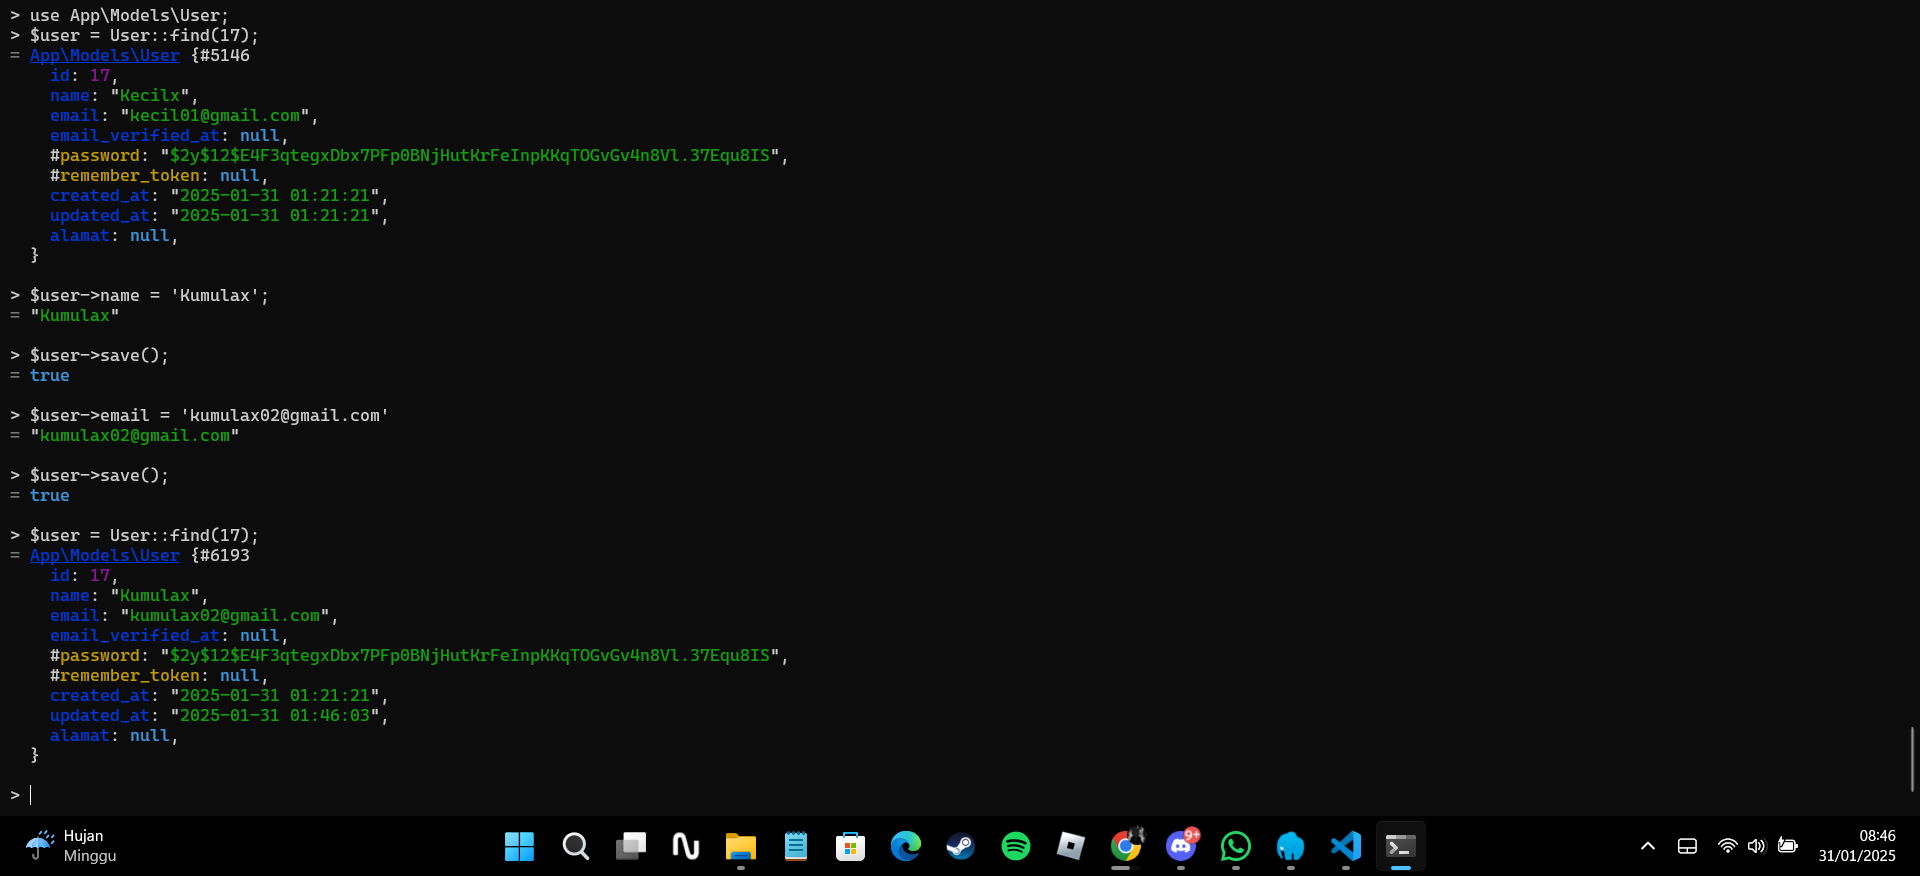 > use App\Models\User;
> $user = User::find(17);
= App\Models\User {#5146
id: 17,
name: "Kecilx",
email: "kecil01@gmail.com",
email_verified_at: null,
#password: "$2y$12$E4F3qtegxDbx7PFp0BNjHutKrFeInpKKqTOGvGv4n8Vl.37Equ8IS",
#remember_token: null,
created_at: "2025-01-31 01:21:21",
updated_at: "2025-01-31 01:21:21",
alamat: null,
}
> $user->name = 'Kumulax';
= "Kumulax"
> $user->save();
= true
> $user->email = 'kumulax02@gmail.com'
= "kumulax02@gmail.com"
> $user->save();
= true
> $user = User::find(17);
= App\Models\User {#6193
id: 17,
name: "Kumulax",
email: "kumulax02@gmail.com",
email_verified_at: null,
#password: "$2y$12$E4F3qtegxDbx7PFp0BNjHutKrFeInpKKqTOGvGv4n8Vl.37Equ8IS",
#remember_token: null,
created_at: "2025-01-31 01:21:21",
updated_at: "2025-01-31 01:46:03",
alamat: null,
}
>
Hujan
Minggu
9+
08:46
31/01/2025